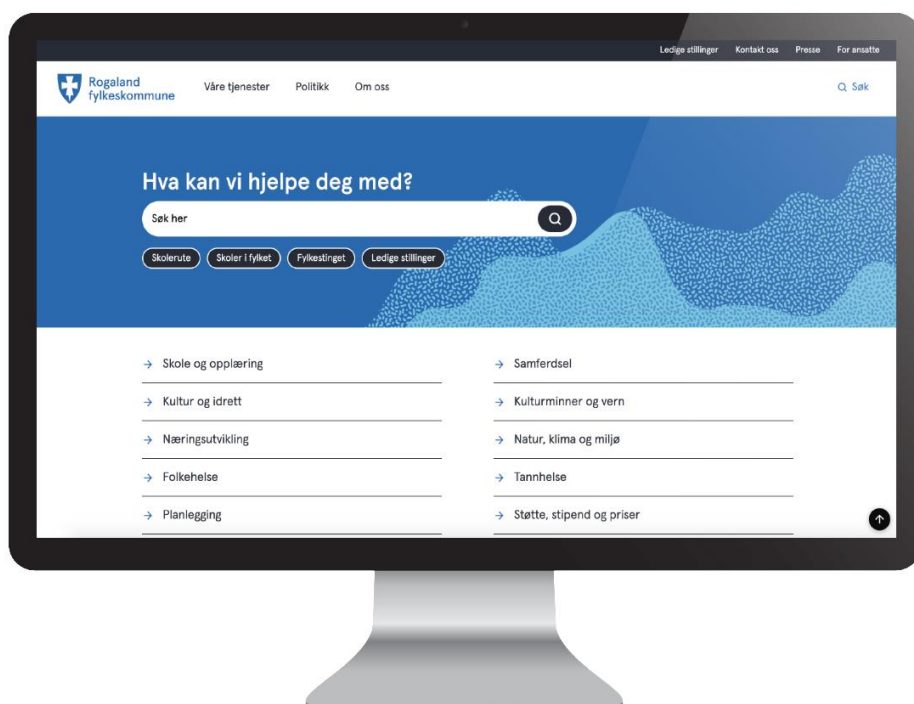 Ledige stillinger Kontakt oss Presse For ansatte
Rogaland
fylkeskommune
Våre tjenester Politikk Om oss
Søk
Hva kan vi hjelpe deg med?
Søk her
Skolerute Skoler i fylket Fylkestinget Ledige stillinger
Skole og opplæring
Samferdsel
Kultur og idrett
Kulturminner og vern
Næringsutvikling
Natur, klima og miljø
Folkehelse
Tannhelse
Planlegging
Støtte, stipend og priser